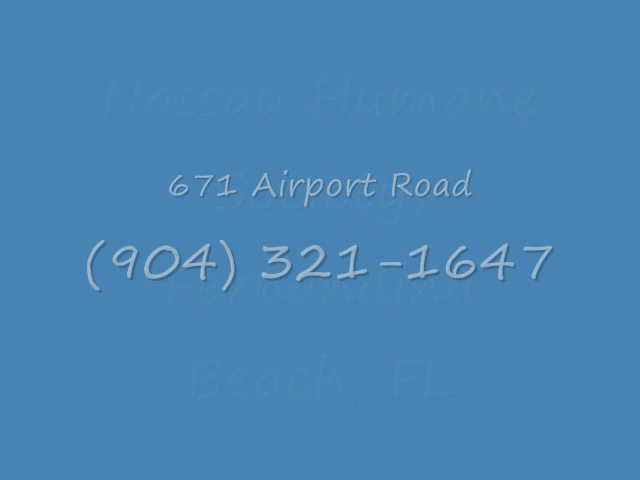 Nassau Humane
671 Airport Road
Society,
(904) 321-1647
Fernandina
Beach, FL